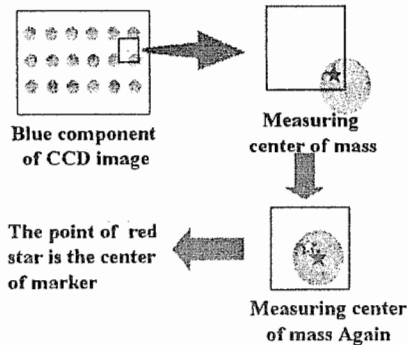 Blue component
of CCD image
Measuring
center of mass
The point of red
star is the center
of marker
Measuring center
of mass Again